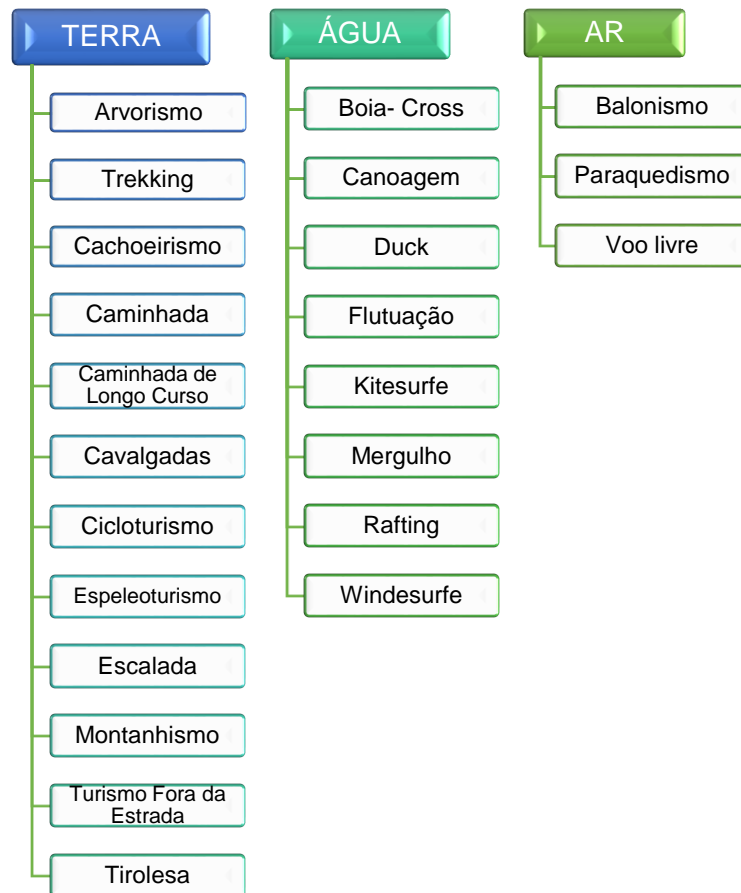 TERRA
Arvorismo
Trekking
Cachoeirismo
Caminhada
Caminhada de
Longo Curso
Cavalgadas
Cicloturismo
Espeleoturismo
Escalada
Montanhismo
Turismo Fora da
Estrada
Tirolesa
ÁGUA
Boia- Cross
Canoagem
Duck
Flutuação
Kitesurfe
Mergulho
Rafting
Windesurfe
AR
Balonismo
Paraquedismo
Voo livre